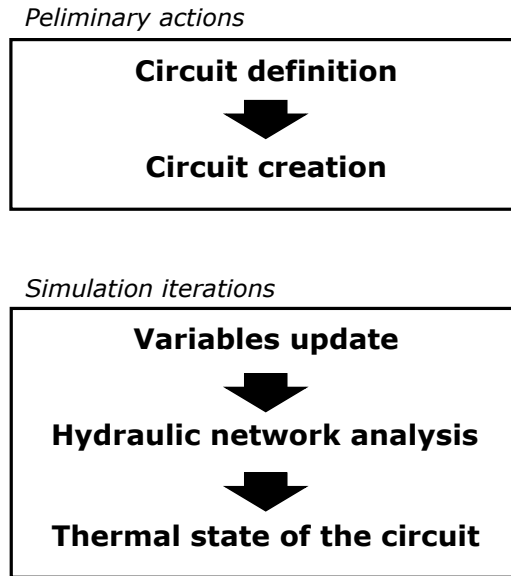 Peliminary actions
Circuit definition
Circuit creation
Simulation iterations
Variables update
Hydraulic network analysis
Thermal state of the circuit